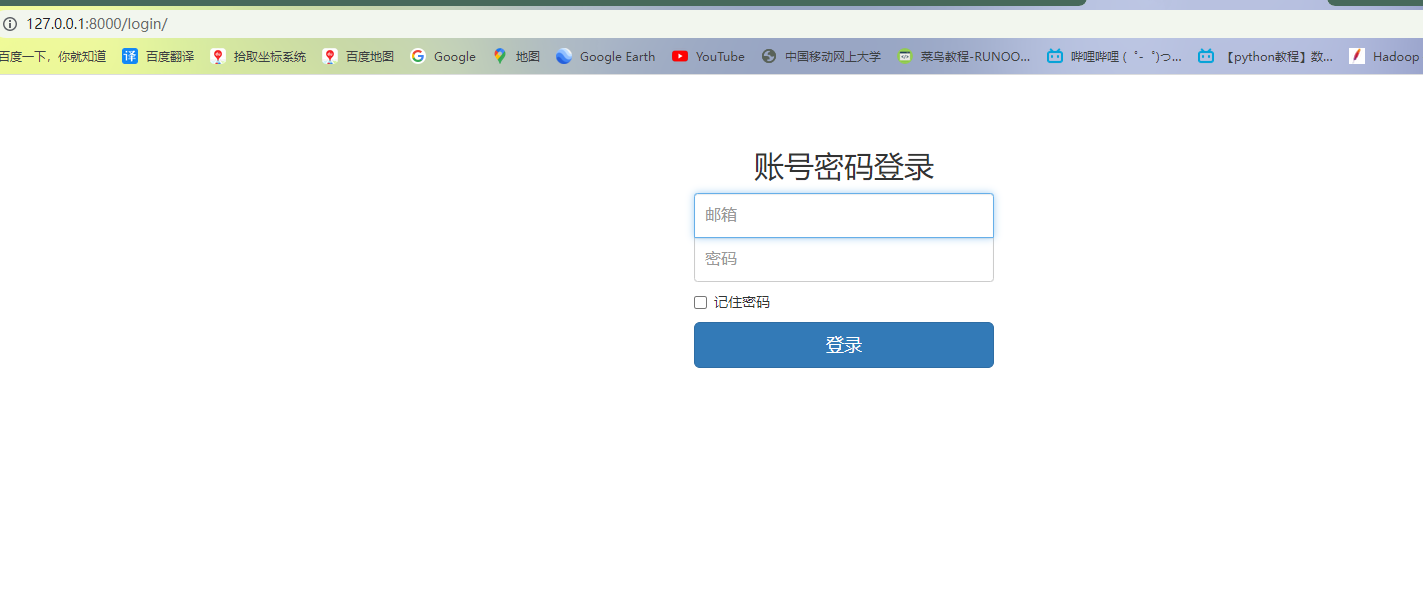 127.0.0.1:8000/login/
百度一下，你就知道 百度翻译 拾取坐标系统 百度地图 Google 地图 Google Earth YouTube 中国移动网上大学 菜鸟教程-RUNOO... 哔哩哔哩 ( ゜- ゜)つ... 【python教程】数... Hadoop
账号密码登录
邮箱
密码
记住密码
登录